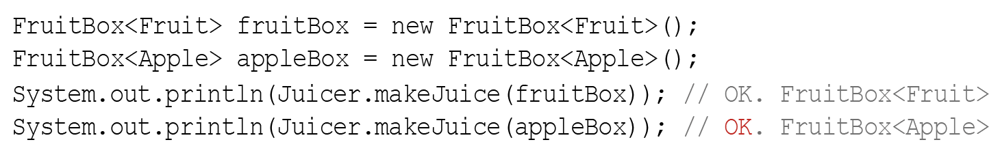 FruitBox<Fruit> fruitBox = new FruitBox<Fruit>();
FruitBox<Apple> appleBox = new FruitBox<Apple>();
System.out.println(Juicer.makeJuice(fruitBox)); // OK. FruitBox<Fruit>
System.out.println(Juicer.makeJuice(appleBox)); // OK. FruitBox<Apple>